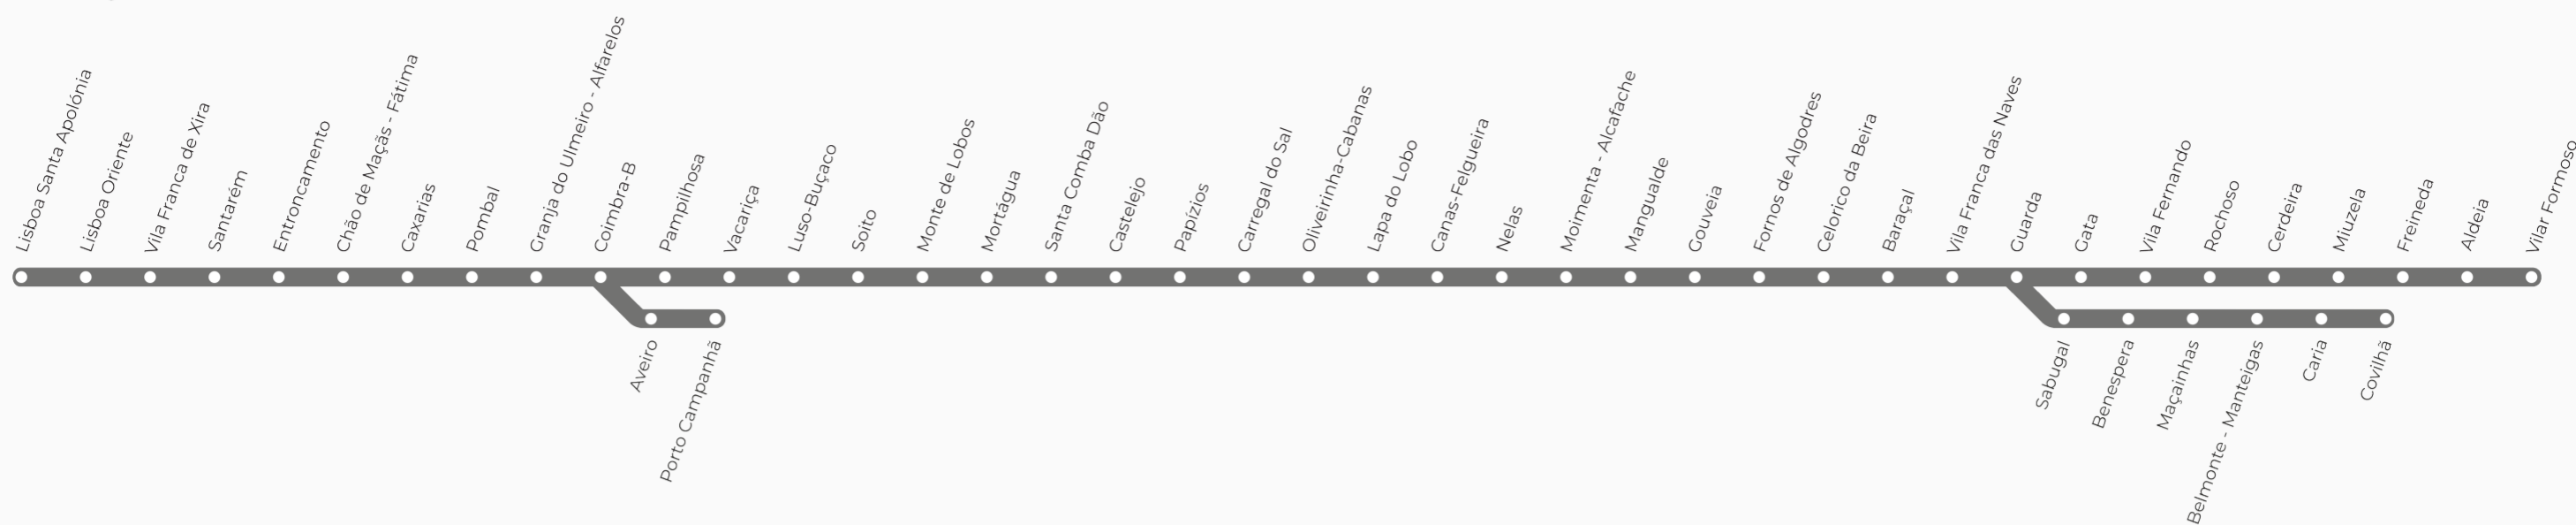 Lisboa Santa Apolónia
Lisboa Oriente
Vila Franca de Xira
Santarém
Entroncamento
Chão de Maçãs - Fátima
Caxarias
Pombal
Granja do Ulmeiro - Alfarelos
Coimbra-B
Pampilhosa
Vacariça
Luso-Buçaco
Soito
Monte de Lobos
Mortágua
Santa Comba Dão
Castelejo
Papízios
Carregal do Sal
Oliveirinha-Cabanas
Lapa do Lobo
Canas-Felgueira
Nelas
Moimenta - Alcafache
Mangualde
Gouveia
Fornos de Algodres
Celorico da Beira
Baraçal
Vila Franca das Naves
Guarda
Gata
Vila Fernando
Rochoso
Cerdeira
Miuzela
Freineda
Aldeia
Vilar Formoso
Aveiro
Porto Campanhã
Sabugal
Benespera
Maçainhas
Belmonte - Manteigas
Caria
Covilhã